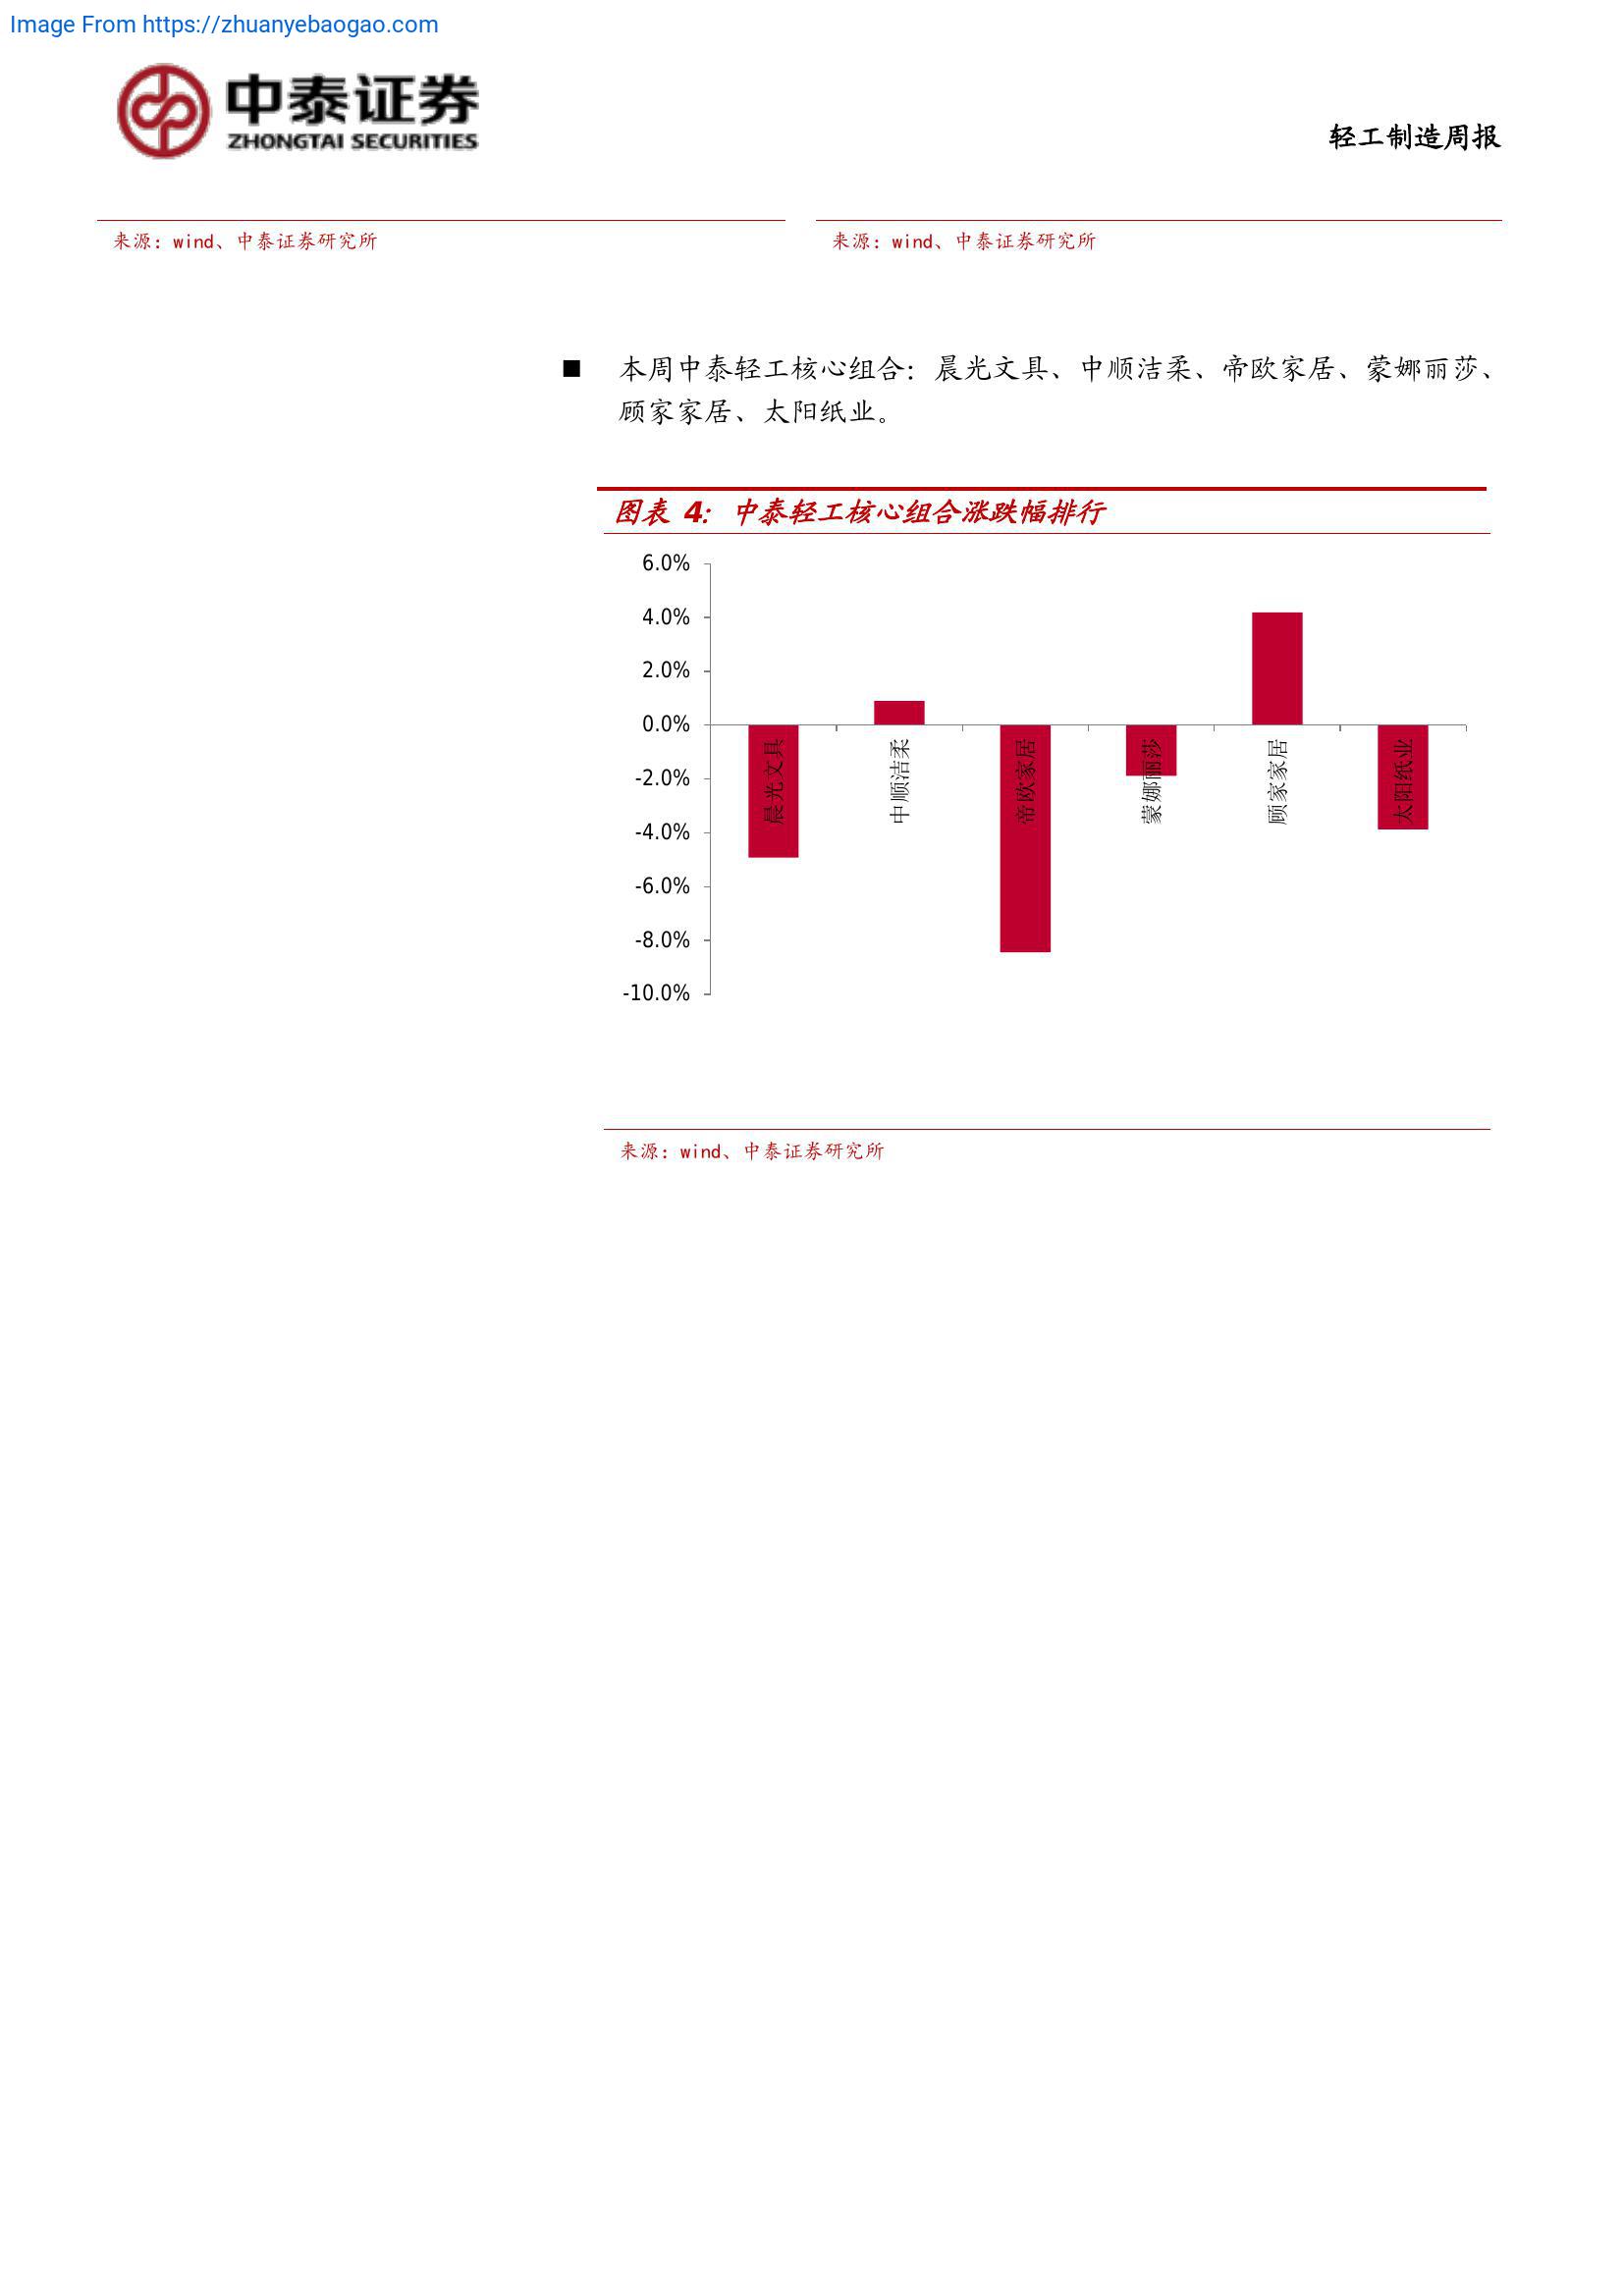 Image From https://zhuanyebaogao.com
中泰证券
ZHONGTAI SECURITIES
轻工制造周报
来源：wind、中泰证券研究所
来源：wind、中泰证券研究所
■ 本周中泰轻工核心组合：晨光文具、中顺洁柔、帝欧家居、蒙娜丽莎、
顾家家居、太阳纸业。
图表 4：中泰轻工核心组合涨跌幅排行
6.0%
4.0%
2.0%
0.0%
-2.0%
-4.0%
-6.0%
-8.0%
-10.0%
晨光文具
中顺洁柔
帝欧家居
蒙娜丽莎
顾家家居
太阳纸业
来源：wind、中泰证券研究所